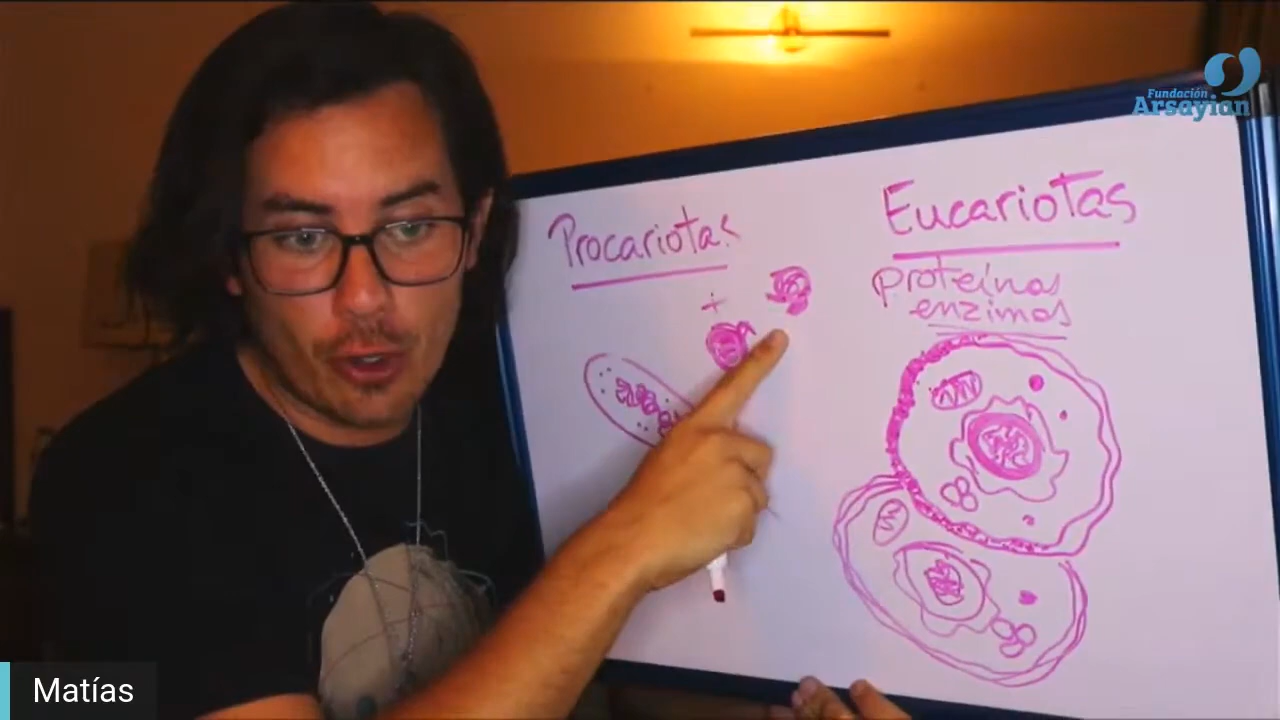 Fundación
Arsayian
Procariotas
Eucariotas
+
proteínas
enzimas
Matías